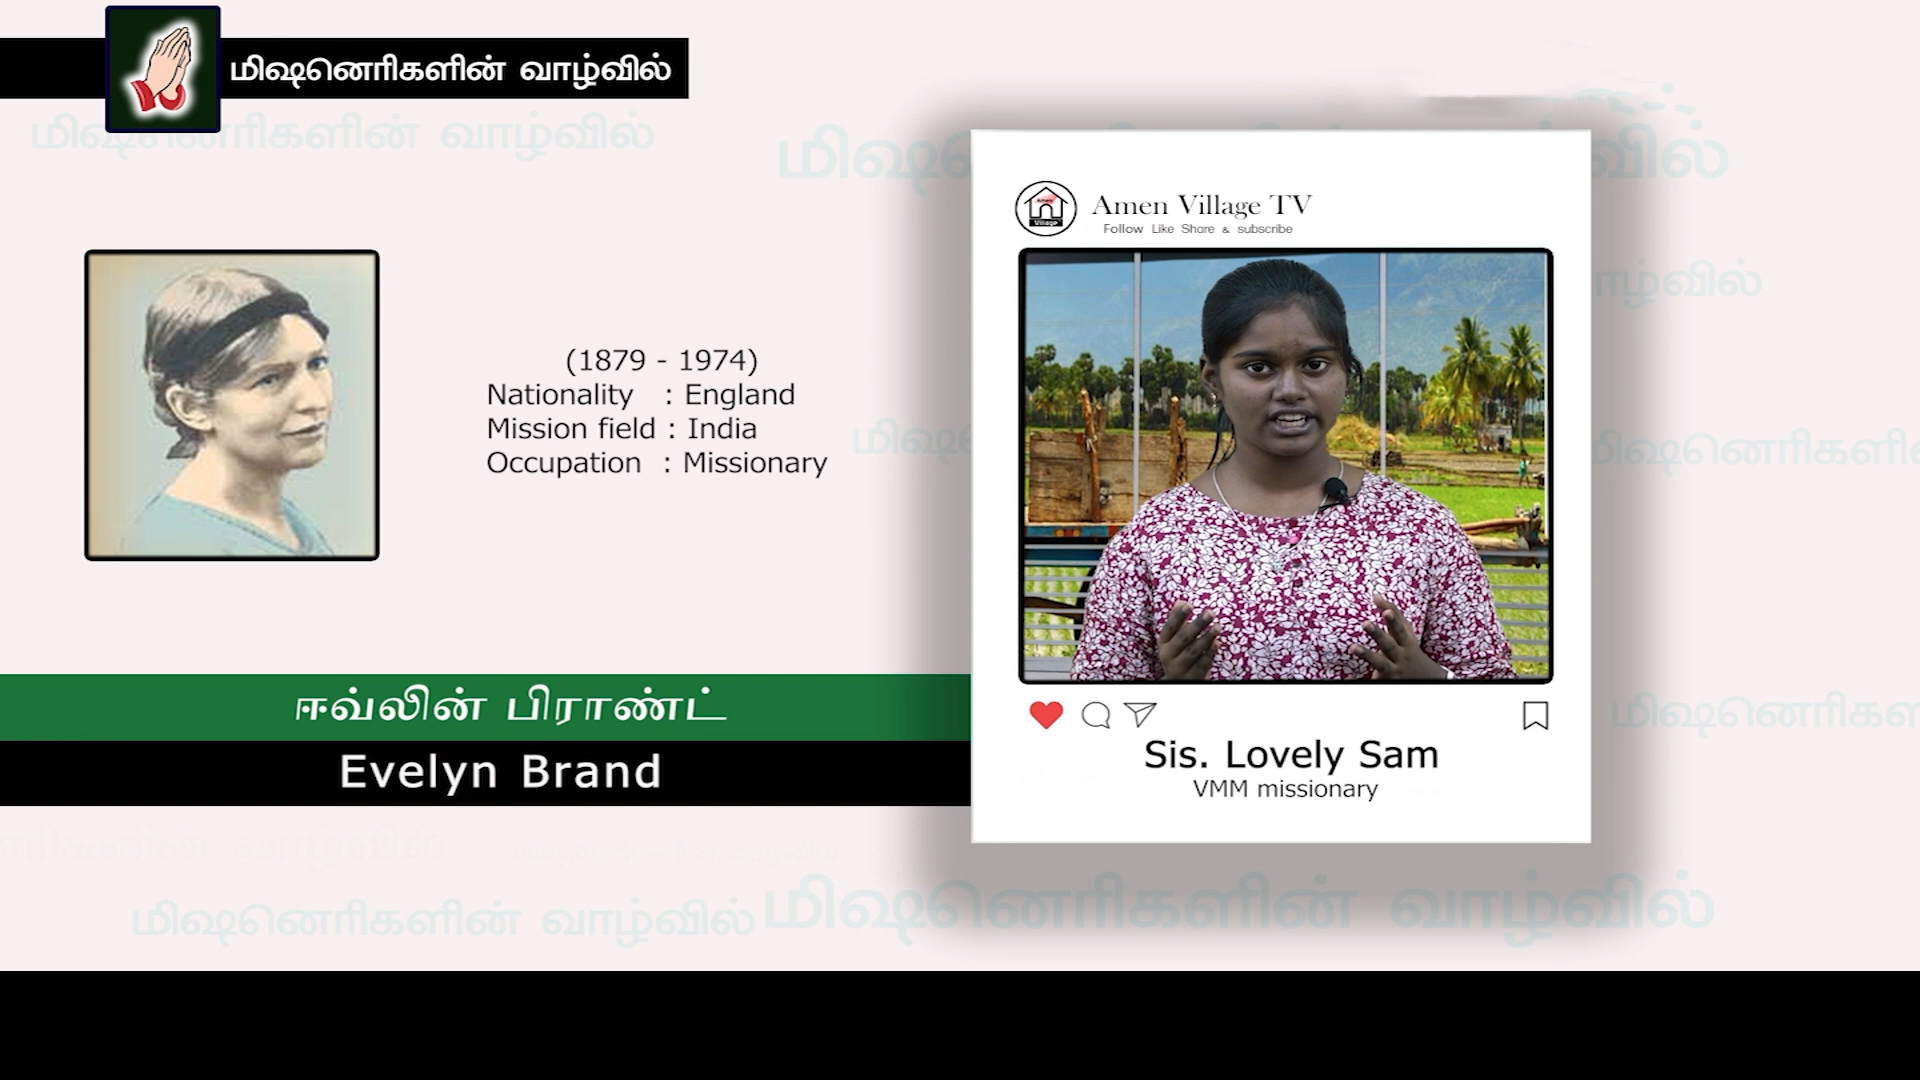 மிஷனெரிகளின் வாழ்வில்
மிஷனெரிகளின் வாழ்வில்
Amen Village TV
Follow Like Share & subscribe
(1879 - 1974)
Nationality : England
Mission field : India
Occupation : Missionary
ஈவ்லின் பிராண்ட்
Evelyn Brand
Sis. Lovely Sam
VMM missionary
மிஷனெரிகளின் வாழ்வில்
மிஷனெரிகளின் வாழ்வில்